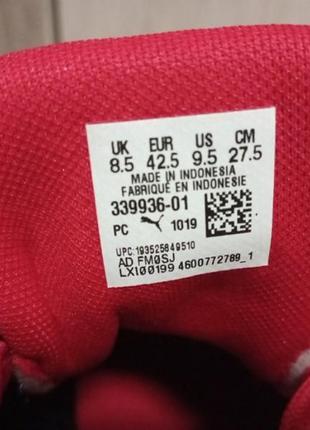 UK EUR US CM
8.5 42.5 9.5 27.5
MADE IN INDONESIA
FABRIQUÉ EN INDONESIE
339936-01
PC 1019
UPC:193525849510
AD FM0SJ
LXI00199 4600772789_1